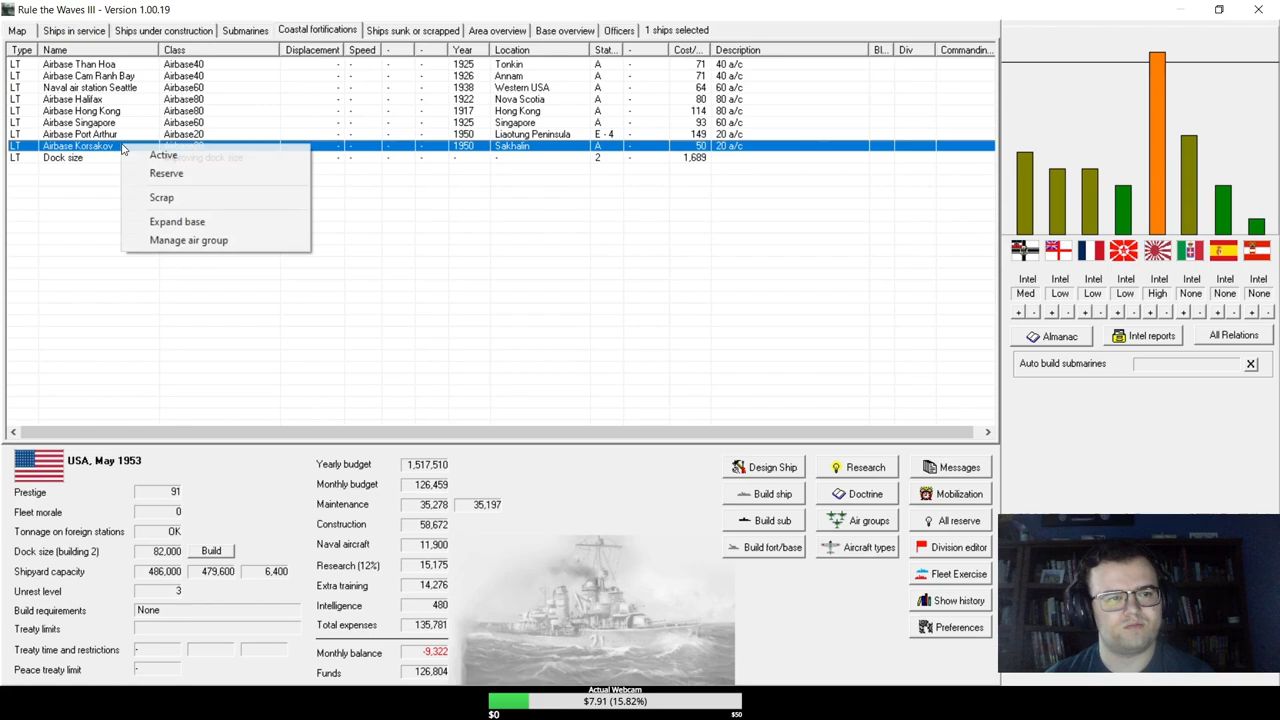 Rule the Waves III - Version 1.00.19
Map Ships in service Ships under construction Submarines Coastal fortifications Ships sunk or scrapped Area overview Base overview Officers 1 ships selected
Type Name Class Displacement Speed - - Year Location Stat... - Cost/... Description Bl... Div Commandin...
LT Airbase Than Hoa Airbase40 - - - - 1925 Tonkin A - 71 40 a/c
LT Airbase Cam Ranh Bay Airbase40 - - - - 1926 Annam A - 71 40 a/c
LT Naval air station Seattle Airbase60 - - - - 1938 Western USA A - 64 60 a/c
LT Airbase Halifax Airbase80 - - - - 1922 Nova Scotia A - 80 80 a/c
LT Airbase Hong Kong Airbase80 - - - - 1917 Hong Kong A - 114 80 a/c
LT Airbase Singapore Airbase60 - - - - 1925 Singapore A - 93 60 a/c
LT Airbase Port Arthur Airbase20 - - - - 1950 Liaotung Peninsula E - 4 - 149 20 a/c
LT Airbase Korsakov - - - - 1950 Sakhalin A - 50 20 a/c
LT Dock size Improving dock size - - - - - - 2 1,689
Active
Reserve
Scrap
Expand base
Manage air group
Intel Intel Intel Intel Intel Intel Intel Intel
Med Low Low Low High None None None
+ - + - + - + - + - + - + - + -
Almanac Intel reports All Relations
Auto build submarines X
USA, May 1953
Prestige 91
Fleet morale 0
Tonnage on foreign stations OK
Dock size (building 2) 82,000 Build
Shipyard capacity 486,000 479,600 6,400
Unrest level 3
Build requirements None
Treaty limits
Treaty time and restrictions -
Peace treaty limit -
Yearly budget 1,517,510
Monthly budget 126,459
Maintenance 35,278 35,197
Construction 58,672
Naval aircraft 11,900
Research (12%) 15,175
Extra training 14,276
Intelligence 480
Total expenses 135,781
Monthly balance -9,322
Funds 126,804
Design Ship Research Messages
Build ship Doctrine Mobilization
Build sub Air groups All reserve
Build fort/base Aircraft types Division editor
Fleet Exercise
Show history
Preferences
Actual Webcam
$7.91 (15.82%)
$0 $50